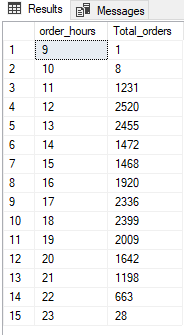 Results Messages
order_hours Total_orders
1 9 1
2 10 8
3 11 1231
4 12 2520
5 13 2455
6 14 1472
7 15 1468
8 16 1920
9 17 2336
10 18 2399
11 19 2009
12 20 1642
13 21 1198
14 22 663
15 23 28